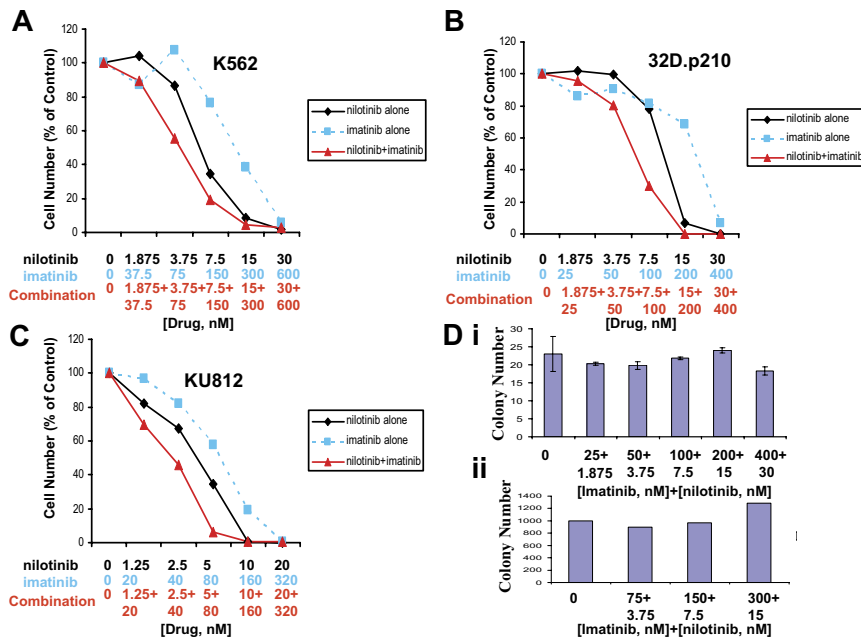 A
K562
120
100
80
60
40
20
0
Cell Number (% of Control)
nilotinib alone
imatinib alone
nilotinib+imatinib
nilotinib 0 1.875 3.75 7.5 15 30
imatinib 0 37.5 75 150 300 600
Combination 0 1.875+ 3.75+ 7.5+ 15+ 30+
37.5 75 150 300 600
[Drug, nM]
B
32D.p210
120
100
80
60
40
20
0
Cell Number (% of Control)
nilotinib alone
imatinib alone
nilotinib+imatinib
nilotinib 0 1.875 3.75 7.5 15 30
imatinib 0 25 50 100 200 400
Combination 0 1.875+ 3.75+ 7.5+ 15+ 30+
25 50 100 200 400
[Drug, nM]
C
KU812
120
100
80
60
40
20
0
Cell Number (% of Control)
nilotinib alone
imatinib alone
nilotinib+imatinib
nilotinib 0 1.25 2.5 5 10 20
imatinib 0 20 40 80 160 320
Combination 0 1.25+ 2.5+ 5+ 10+ 20+
20 40 80 160 320
[Drug, nM]
D i
30
25
20
15
10
5
0
Colony Number
0 25+ 50+ 100+ 200+ 400+
1.875 3.75 7.5 15 30
[Imatinib, nM]+[nilotinib, nM]
ii
1400
1200
1000
800
600
400
200
0
Colony Number
0 75+ 150+ 300+
3.75 7.5 15
[Imatinib, nM]+[nilotinib, nM]